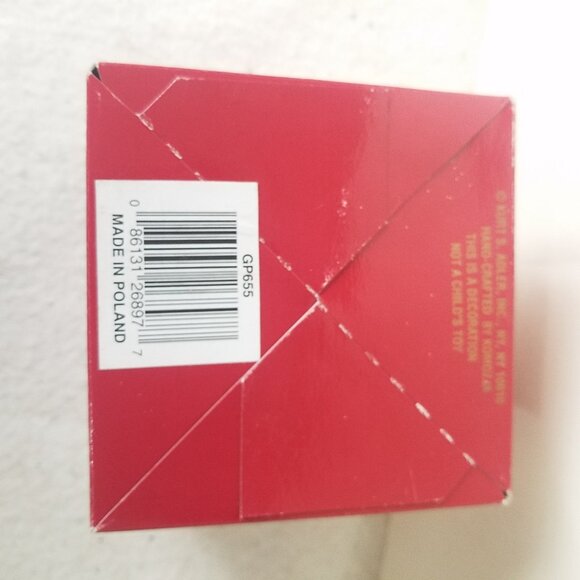 GP655
0 86131 26897 7
MADE IN POLAND
© KURT S. ADLER, INC., NY, NY 10010
HAND-CRAFTED BY KOMOZJA
THIS IS A DECORATION
NOT A CHILD'S TOY